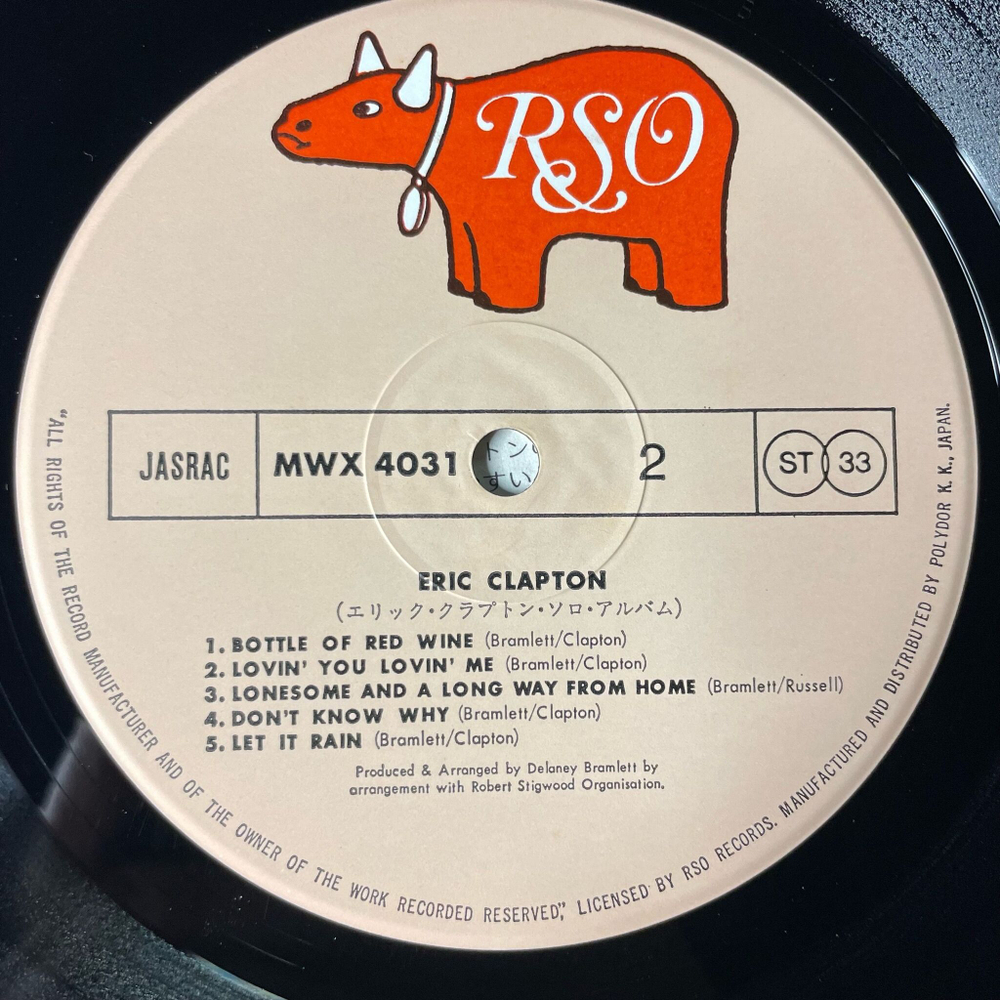 RSO
JASRAC
MWX 4031
2
ST 33
トン
すい
ERIC CLAPTON
(エリック・クラプトン・ソロ・アルバム)
1. BOTTLE OF RED WINE (Bramlett/Clapton)
2. LOVIN' YOU LOVIN' ME (Bramlett/Clapton)
3. LONESOME AND A LONG WAY FROM HOME (Bramlett/Russell)
4. DON'T KNOW WHY (Bramlett/Clapton)
5. LET IT RAIN (Bramlett/Clapton)
Produced & Arranged by Delaney Bramlett by
arrangement with Robert Stigwood Organisation.
"ALL RIGHTS OF THE RECORD MANUFACTURER AND OF THE OWNER OF THE WORK RECORDED RESERVED," LICENSED BY RSO RECORDS. MANUFACTURED AND DISTRIBUTED BY POLYDOR K. K., JAPAN.